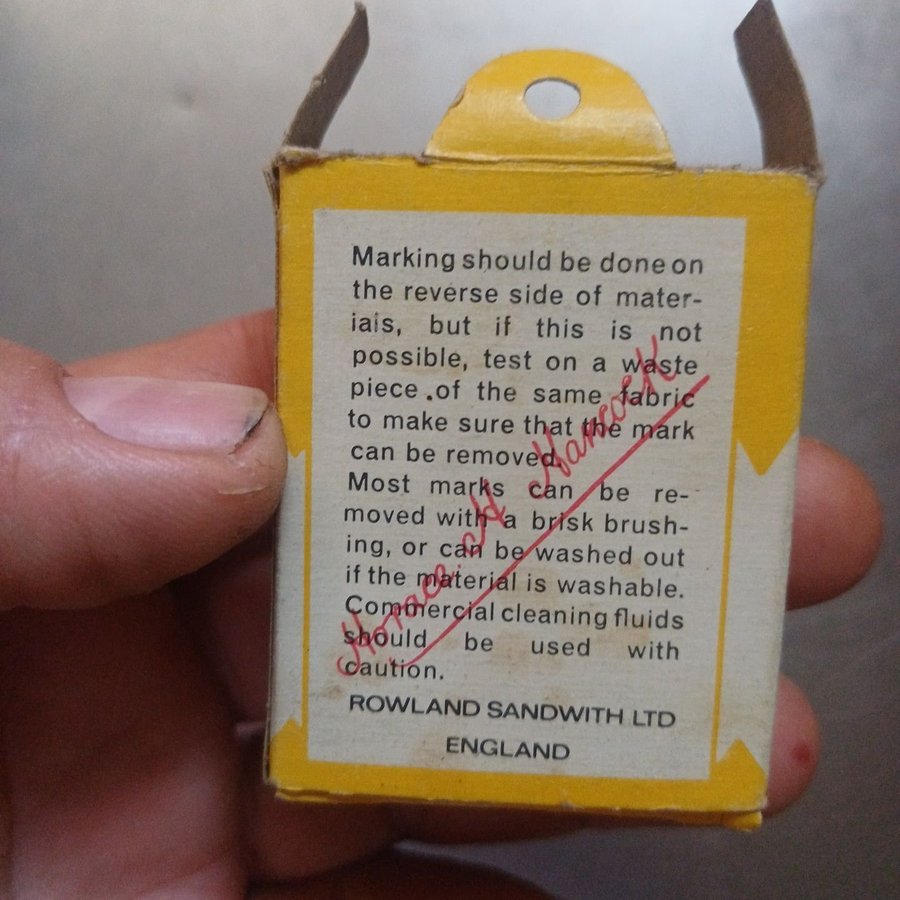 Marking should be done on
the reverse side of mater-
ials, but if this is not
possible, test on a waste
piece of the same fabric
to make sure that the mark
can be removed.
Most marks can be re-
moved with a brisk brush-
ing, or can be washed out
if the material is washable.
Commercial cleaning fluids
should be used with
caution.
ROWLAND SANDWITH LTD
ENGLAND
Horace H Hancock